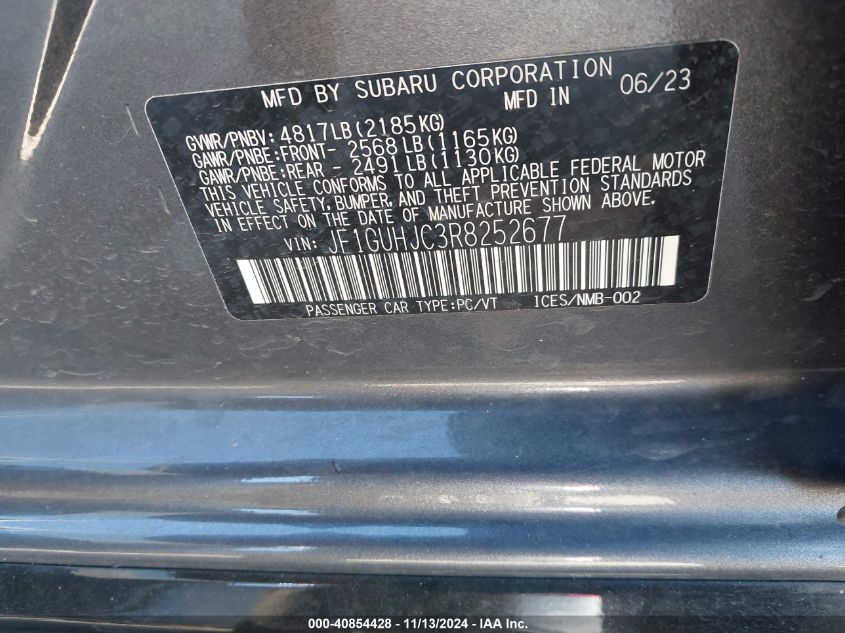 MFD BY SUBARU CORPORATION
MFD IN 06/23
GVWR/PNBV: 4817LB(2185KG)
GAWR/PNBE:FRONT- 2568LB(1165KG)
GAWR/PNBE:REAR - 2491LB(1130KG)
THIS VEHICLE CONFORMS TO ALL APPLICABLE FEDERAL MOTOR
VEHICLE SAFETY, BUMPER, AND THEFT PREVENTION STANDARDS
IN EFFECT ON THE DATE OF MANUFACTURE SHOWN ABOVE.
VIN: JF1GUHJC3R8252677
PASSENGER CAR TYPE:PC/VT ICES/NMB-002
000-40854428 - 11/13/2024 - IAA Inc.